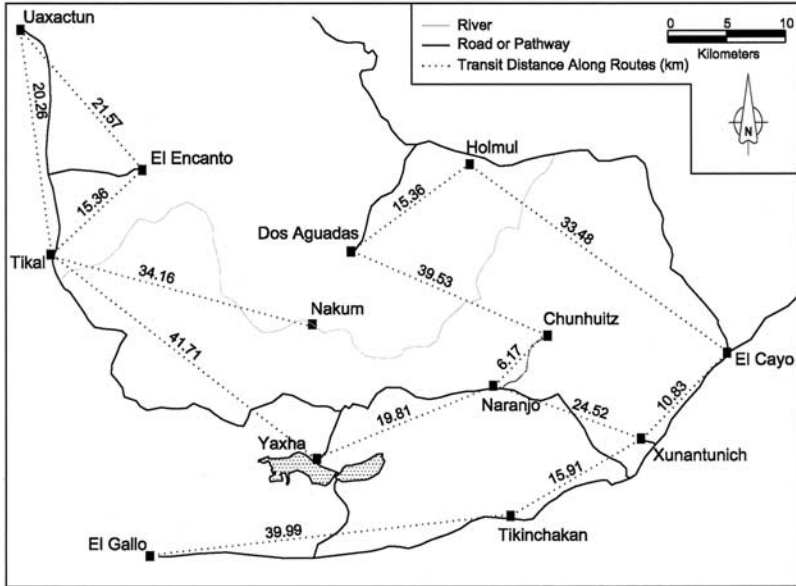 Uaxactun
River
Road or Pathway
Transit Distance Along Routes (km)
0
5
10
Kilometers
N
20.26
21.57
El Encanto
15.36
Holmul
15.36
Dos Aguadas
33.48
Tikal
34.16
39.53
Nakum
Chunhuitz
41.71
6.17
El Cayo
10.83
Naranjo
19.81
24.52
Yaxha
Xunantunich
15.91
39.99
Tikinchakan
El Gallo